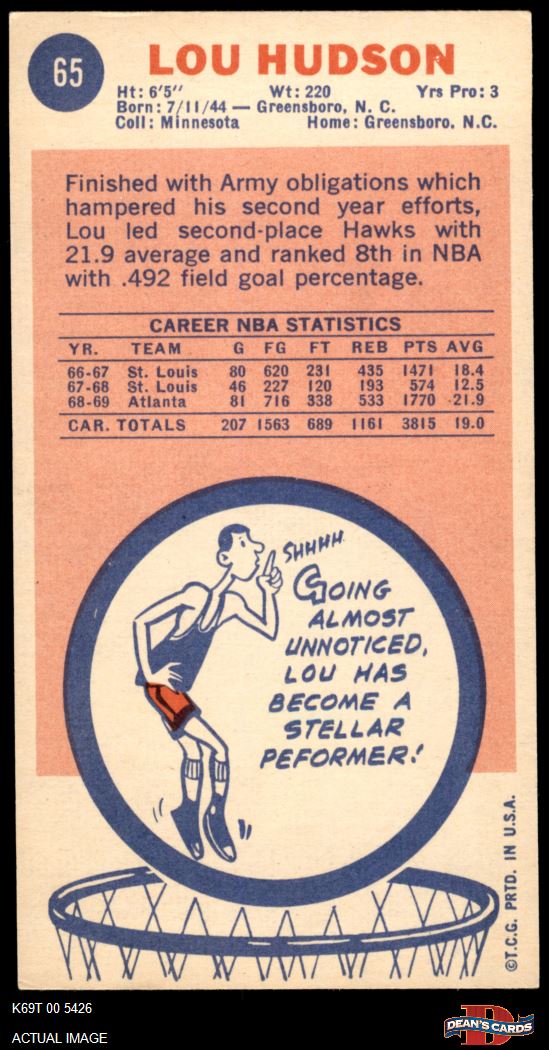 65
LOU HUDSON
Ht: 6'5" Wt: 220 Yrs Pro: 3
Born: 7/11/44 — Greensboro, N. C.
Coll: Minnesota Home: Greensboro. N.C.
Finished with Army obligations which
hampered his second year efforts,
Lou led second-place Hawks with
21.9 average and ranked 8th in NBA
with .492 field goal percentage.
CAREER NBA STATISTICS
YR. TEAM G FG FT REB PTS AVG
66-67 St. Louis 80 620 231 435 1471 18.4
67-68 St. Louis 46 227 120 193 574 12.5
68-69 Atlanta 81 716 338 533 1770 21.9
CAR. TOTALS 207 1563 689 1161 3815 19.0
SHHHH
GOING
ALMOST
UNNOTICED,
LOU HAS
BECOME A
STELLAR
PEFORMER!
©T.C.G. PRTD. IN U.S.A.
K69T 00 5426
ACTUAL IMAGE
D
DEAN'S CARDS